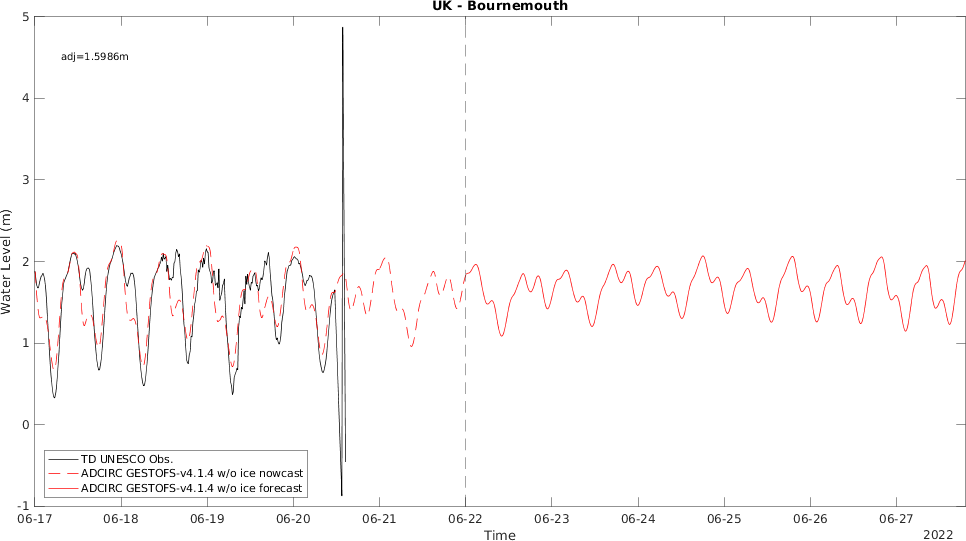 UK - Bournemouth
adj=1.5986m
Water Level (m)
5
4
3
2
1
0
-1
TD UNESCO Obs.
ADCIRC GESTOFS-v4.1.4 w/o ice nowcast
ADCIRC GESTOFS-v4.1.4 w/o ice forecast
06-17 06-18 06-19 06-20 06-21 06-22 06-23 06-24 06-25 06-26 06-27
Time
2022